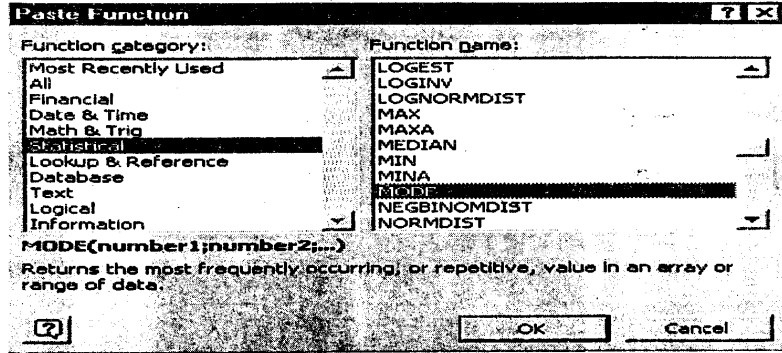 Paste Function
? ×
Function category:
Most Recently Used
All
Financial
Date & Time
Math & Trig
Statistical
Lookup & Reference
Database
Text
Logical
Information
Function name:
LOGEST
LOGINV
LOGNORMDIST
MAX
MAXA
MEDIAN
MIN
MINA
MODE
NEGBINOMDIST
NORMDIST
MODE(number1;number2;...)
Returns the most frequently occurring, or repetitive, value in an array or
range of data.
?
OK
Cancel